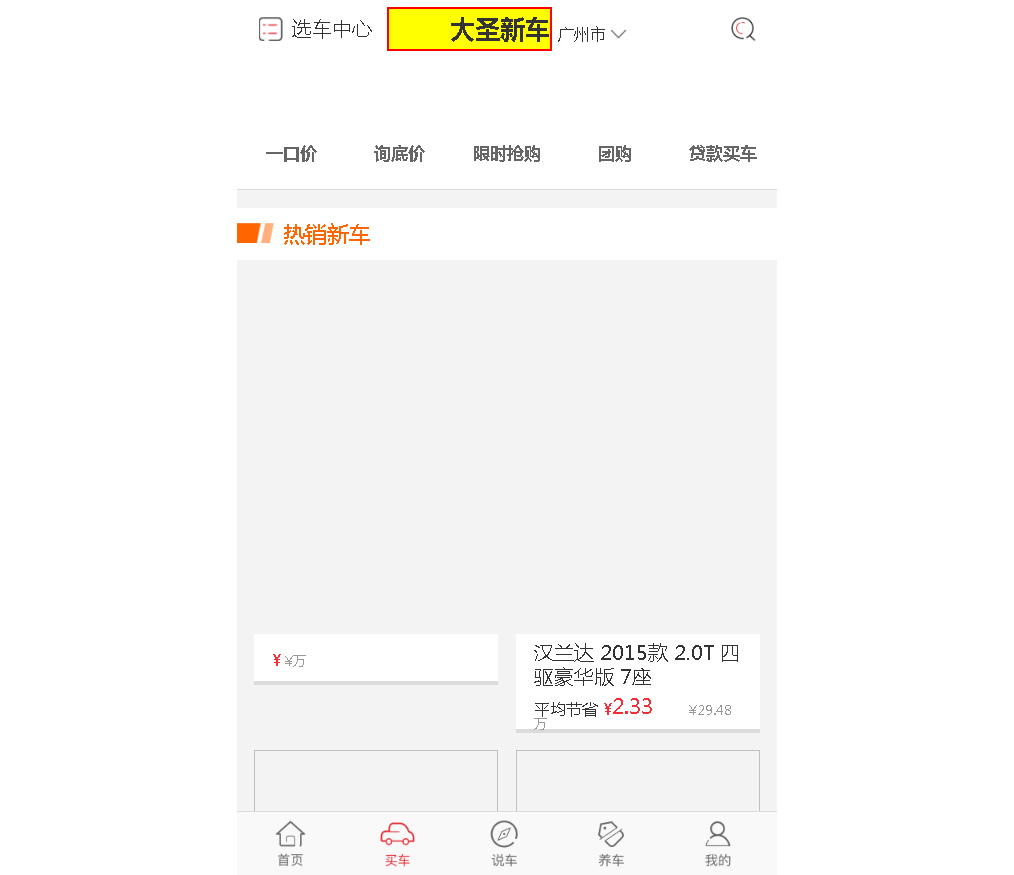 选车中心 大圣新车 广州市
一口价 询底价 限时抢购 团购 贷款买车
热销新车
¥ ¥万
汉兰达 2015款 2.0T 四
驱豪华版 7座
平均节省 ¥2.33 ¥29.48
万
首页 买车 说车 养车 我的